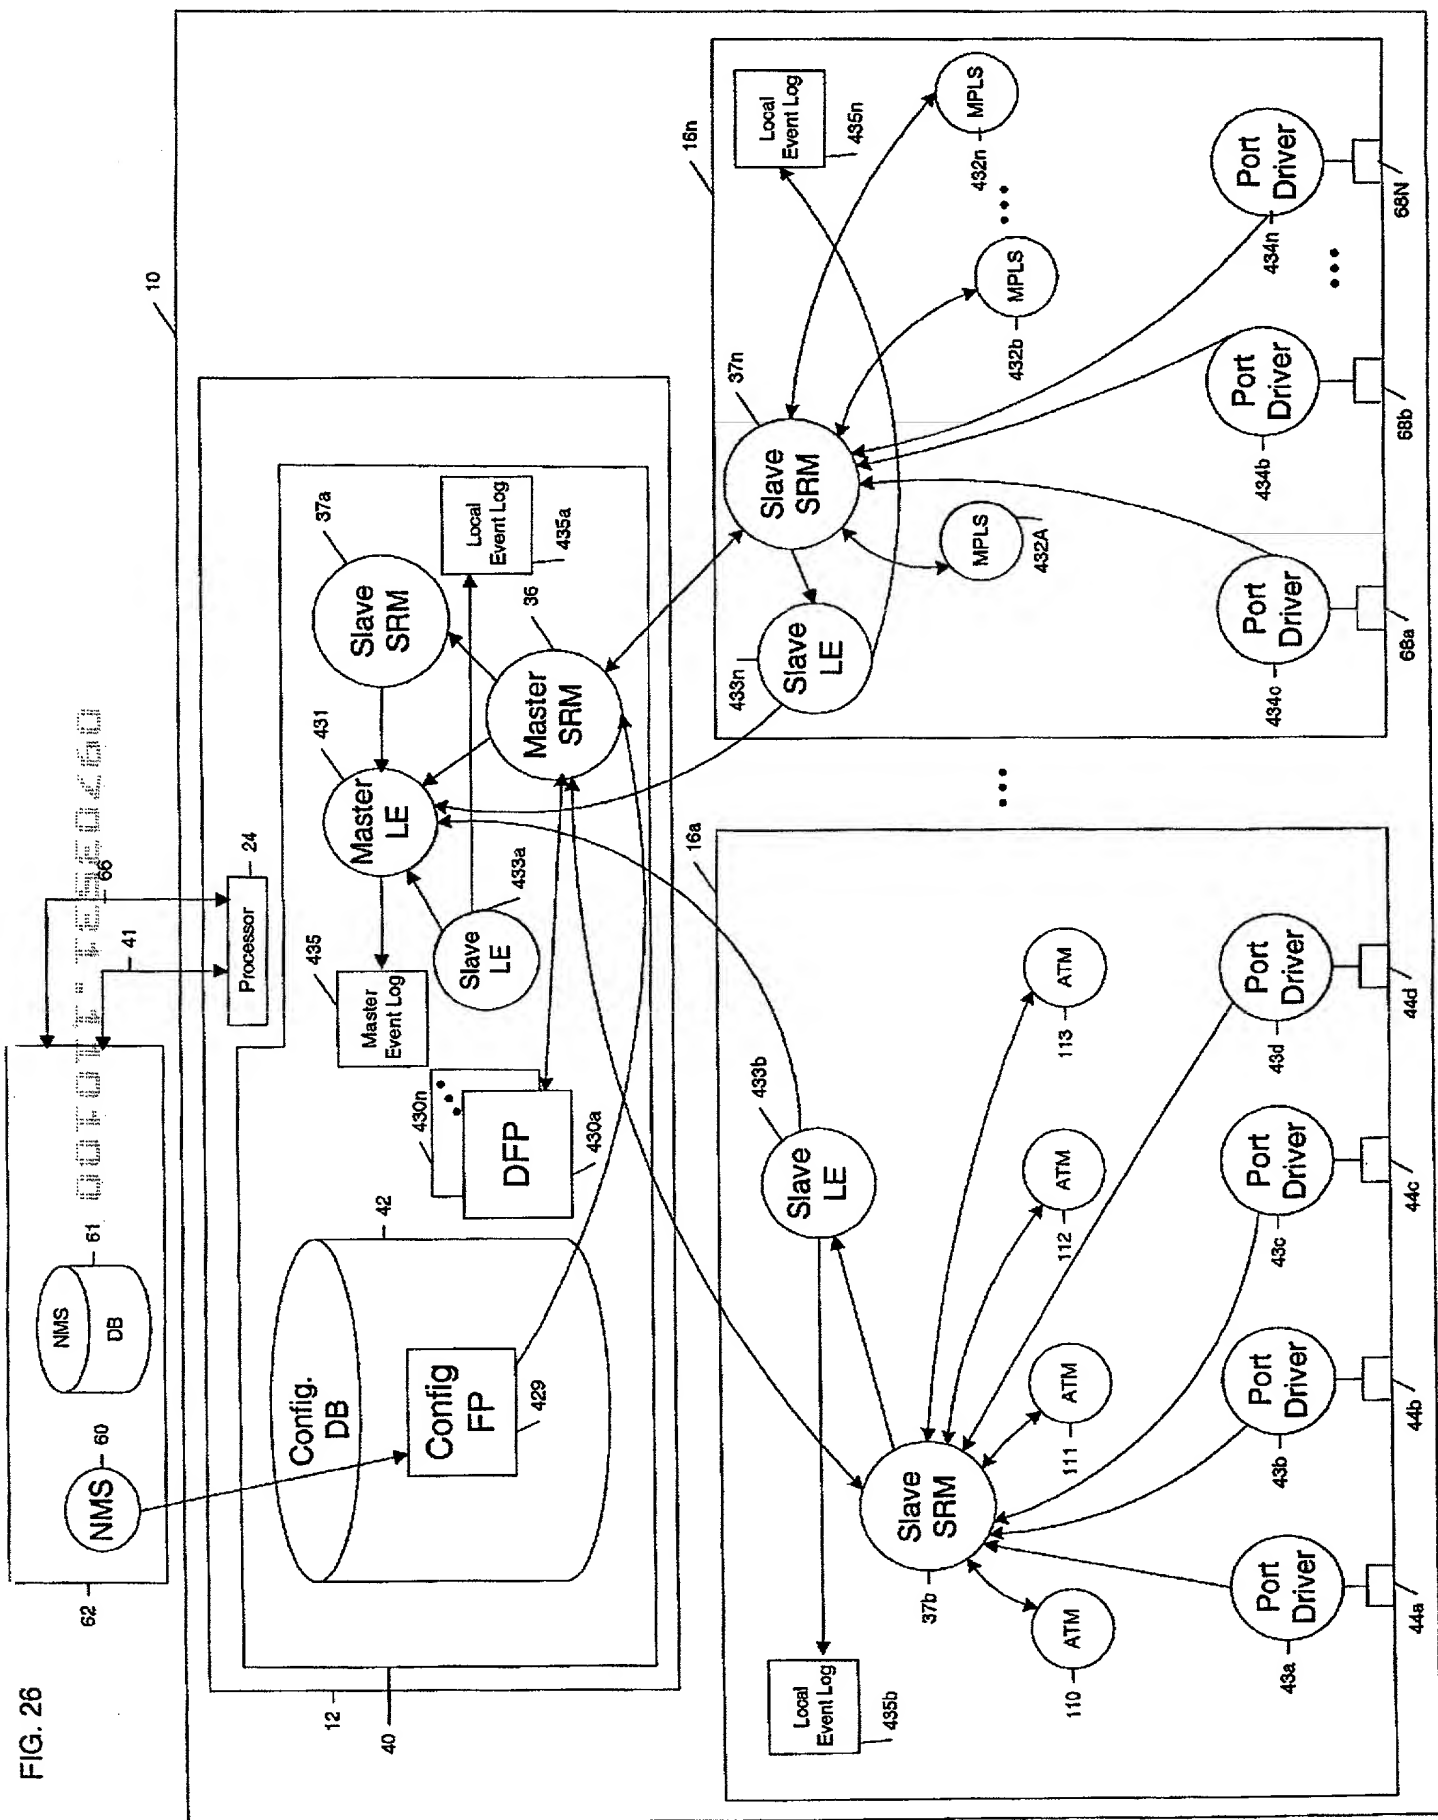 FIG. 26
62
NMS
60
NMS
DB
61
41
66
10
12
40
Processor
24
Config.
DB
42
Config
FP
429
DFP
430n
430a
Master
Event Log
435
Slave
LE
433a
Master
LE
431
Slave
SRM
37a
Master
SRM
36
Local
Event Log
435a
16a
Local
Event Log
435b
Slave
LE
433b
Slave
SRM
37b
ATM
110
ATM
111
ATM
112
ATM
113
Port
Driver
43a
44a
Port
Driver
43b
44b
Port
Driver
43c
44c
Port
Driver
43d
44d
...
16n
Slave
LE
433n
Slave
SRM
37n
Local
Event Log
435n
MPLS
432A
MPLS
432b
...
MPLS
432n
Port
Driver
434c
68a
Port
Driver
434b
68b
...
Port
Driver
434n
68N